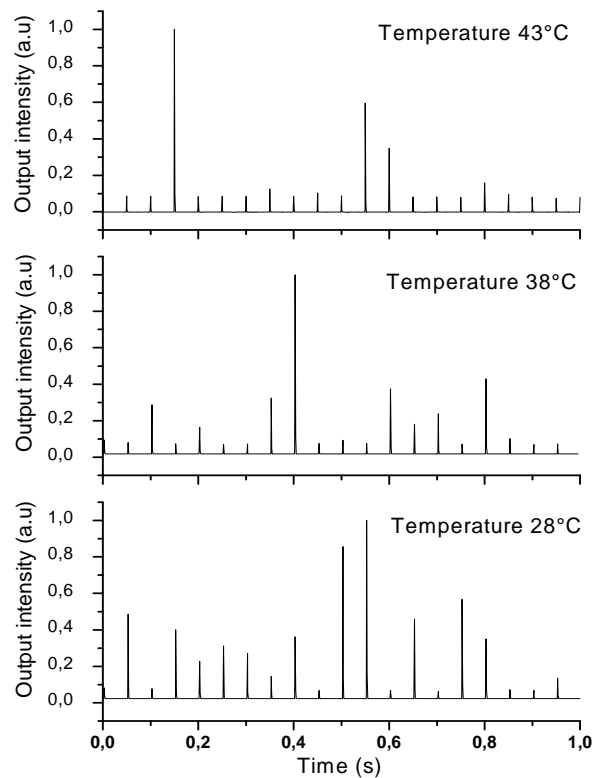 Temperature 43°C
Output intensity (a.u)
1,0
0,8
0,6
0,4
0,2
0,0
Temperature 38°C
Output intensity (a.u)
1,0
0,8
0,6
0,4
0,2
0,0
Temperature 28°C
Output intensity (a.u)
1,0
0,8
0,6
0,4
0,2
0,0
0,0 0,2 0,4 0,6 0,8 1,0
Time (s)